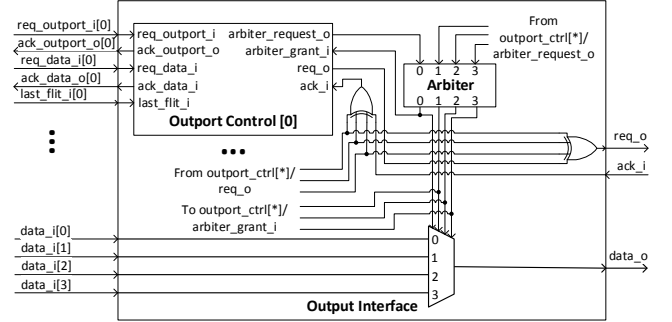 req_outport_i[0]
ack_outport_o[0]
req_data_i[0]
ack_data_o[0]
last_flit_i[0]
req_outport_i
ack_outport_o
req_data_i
ack_data_i
last_flit_i
arbiter_request_o
arbiter_grant_i
req_o
ack_i
Outport Control [0]
From
outport_ctrl[*]/
arbiter_request_o
0 1 2 3
Arbiter
0 1 2 3
req_o
ack_i
From outport_ctrl[*]/
req_o
To outport_ctrl[*]/
arbiter_grant_i
data_i[0]
data_i[1]
data_i[2]
data_i[3]
0
1
2
3
data_o
Output Interface